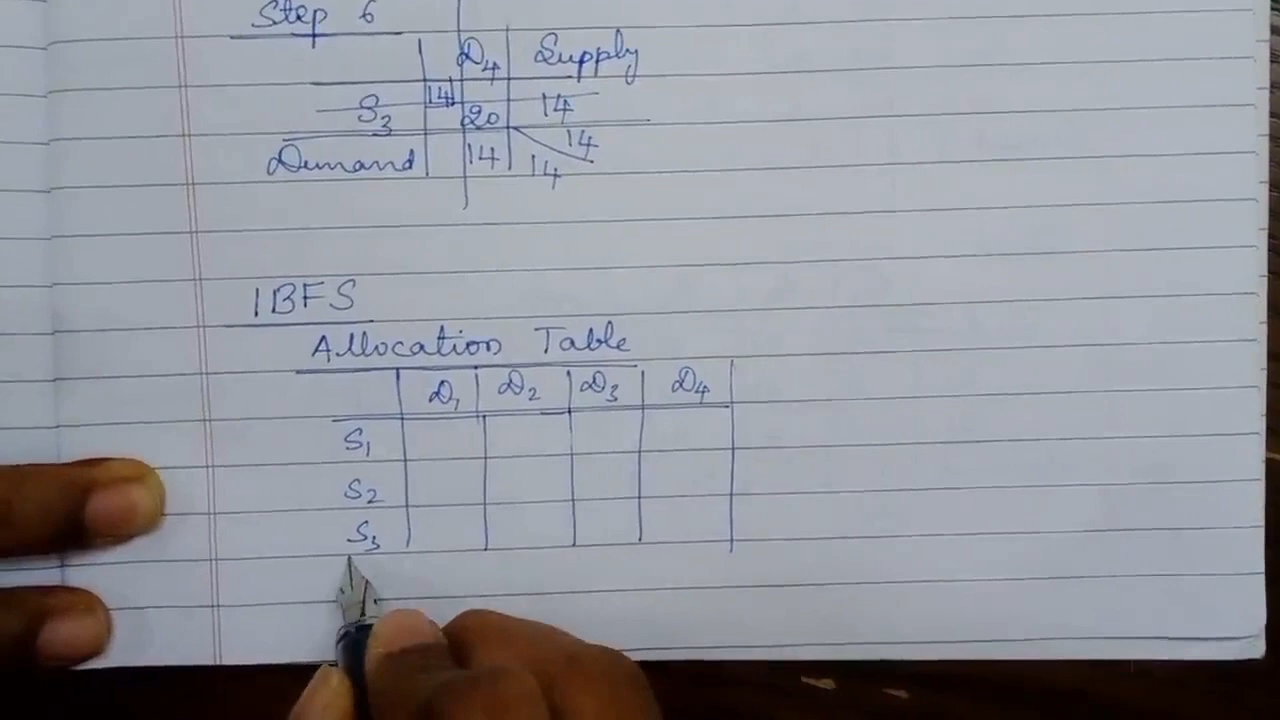 Step 6
D4 Supply
S3 14 20 14
Demand 14 14 14
IBFS
Allocation Table
D1 D2 D3 D4
S1
S2
S3